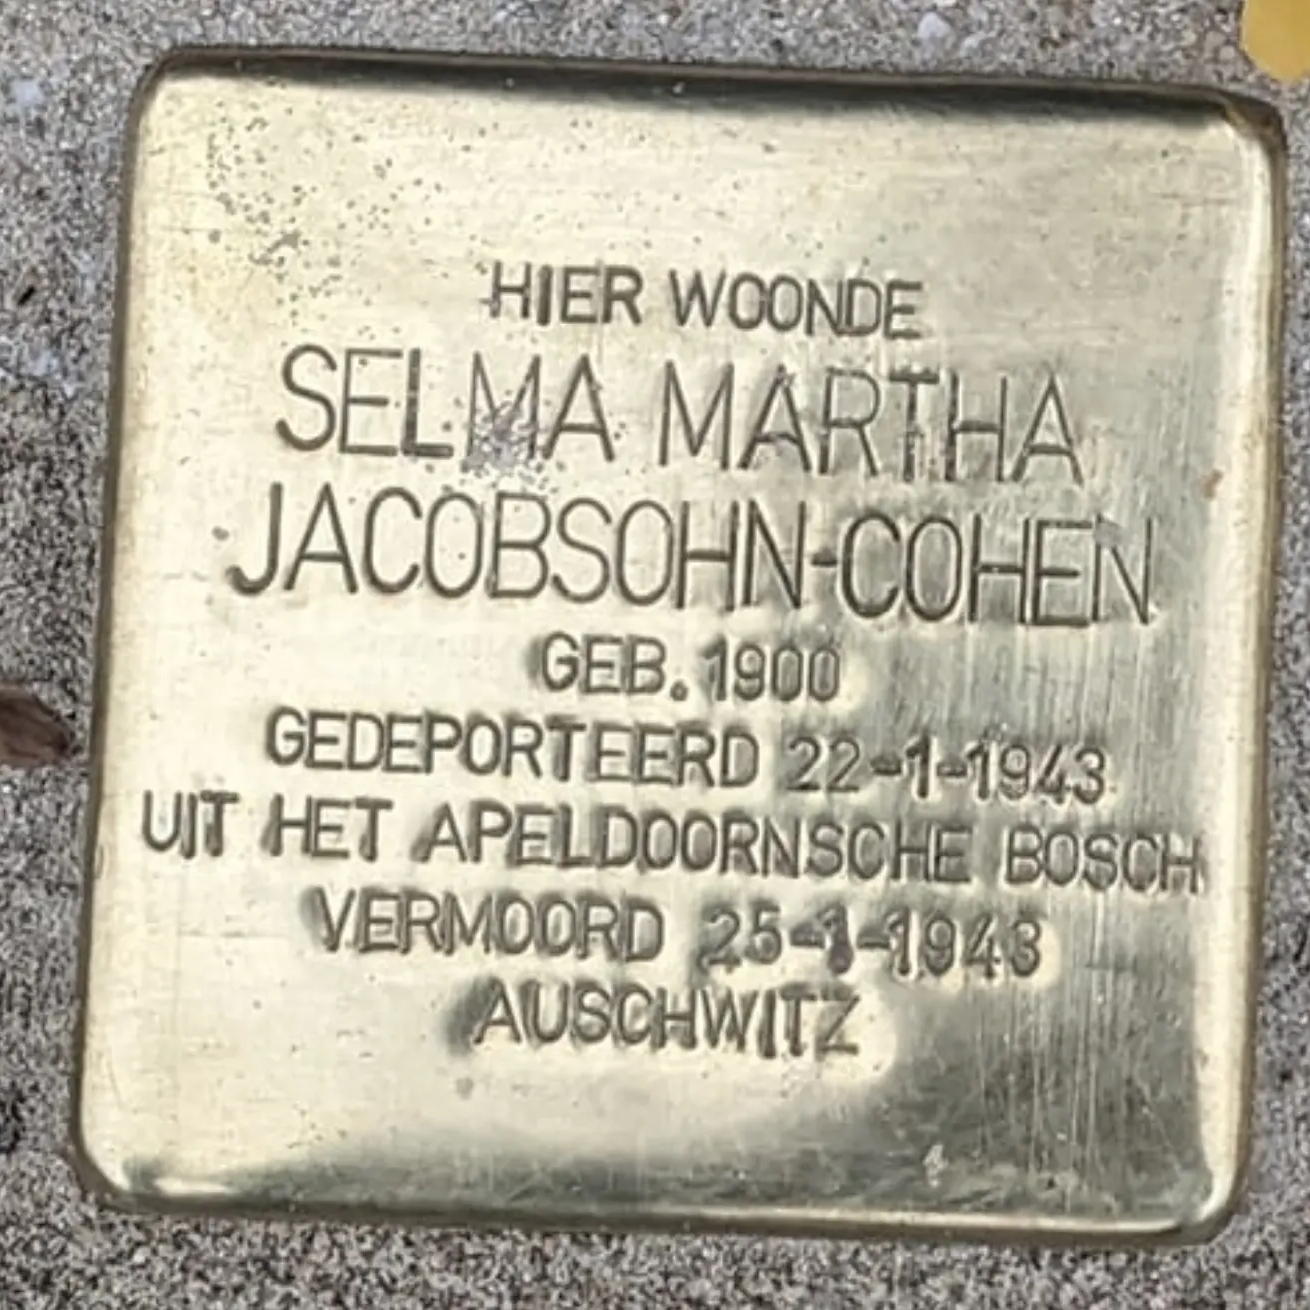 HIER WOONDE
SELMA MARTHA
JACOBSOHN-COHEN
GEB. 1900
GEDEPORTEERD 22-1-1943
UIT HET APELDOORNSCHE BOSCH
VERMOORD 25-1-1943
AUSCHWITZ